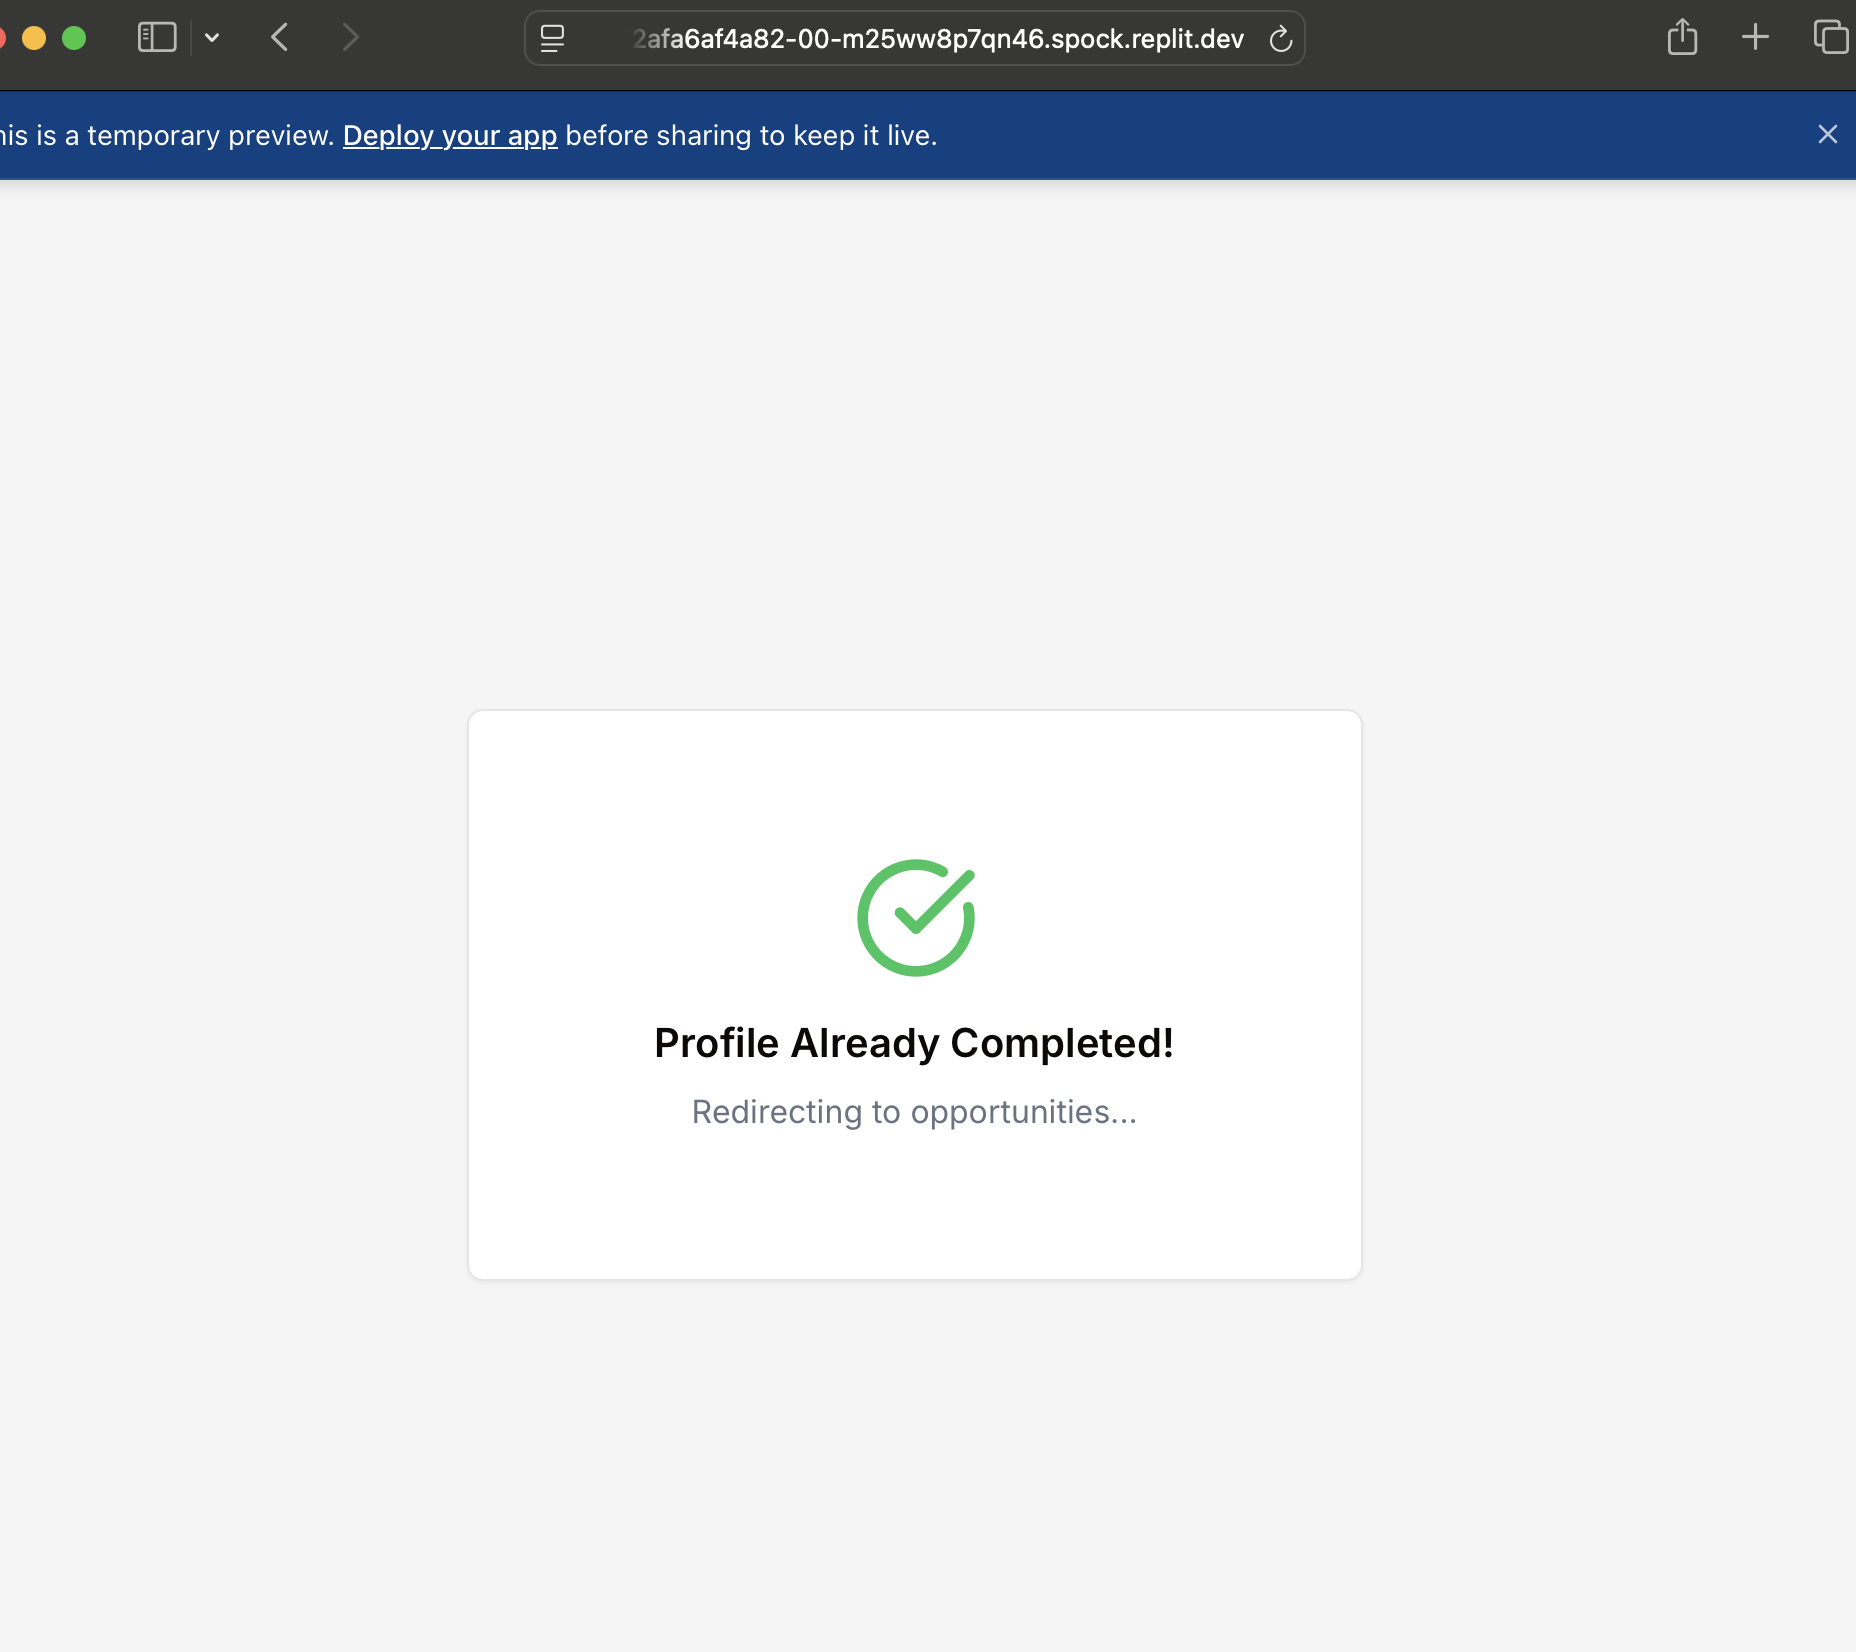 2afa6af4a82-00-m25ww8p7qn46.spock.replit.dev
is is a temporary preview. Deploy your app before sharing to keep it live.
Profile Already Completed!
Redirecting to opportunities...